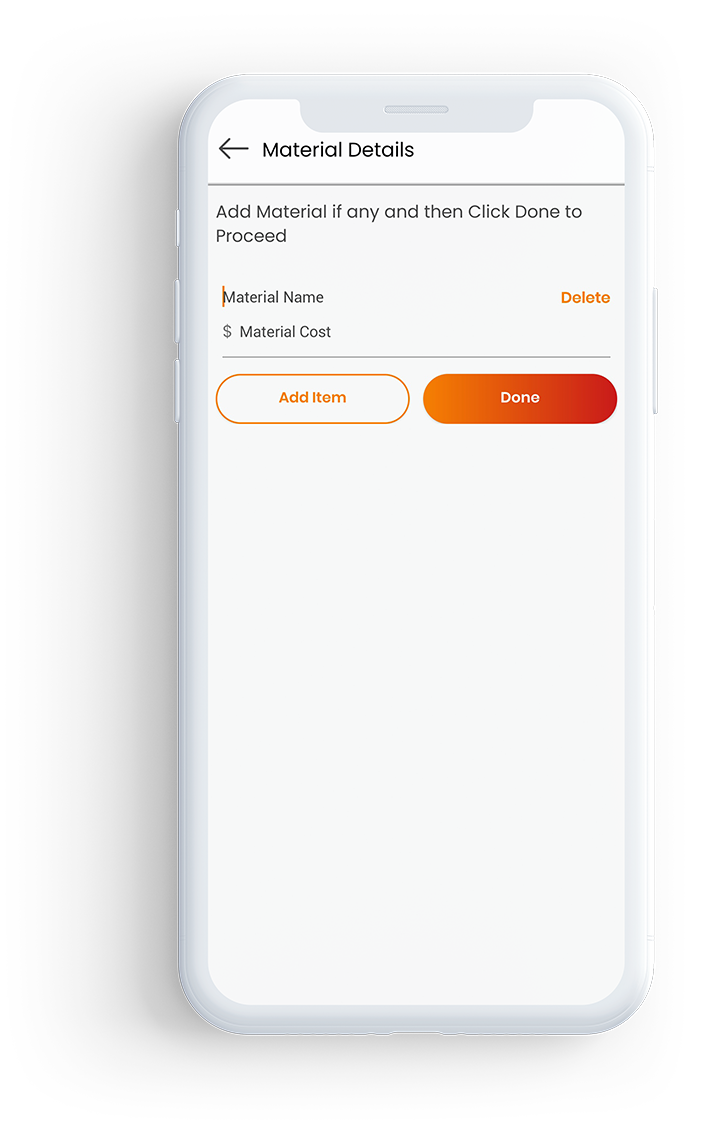 Material Details
Add Material if any and then Click Done to
Proceed
Material Name Delete
$ Material Cost
Add Item Done